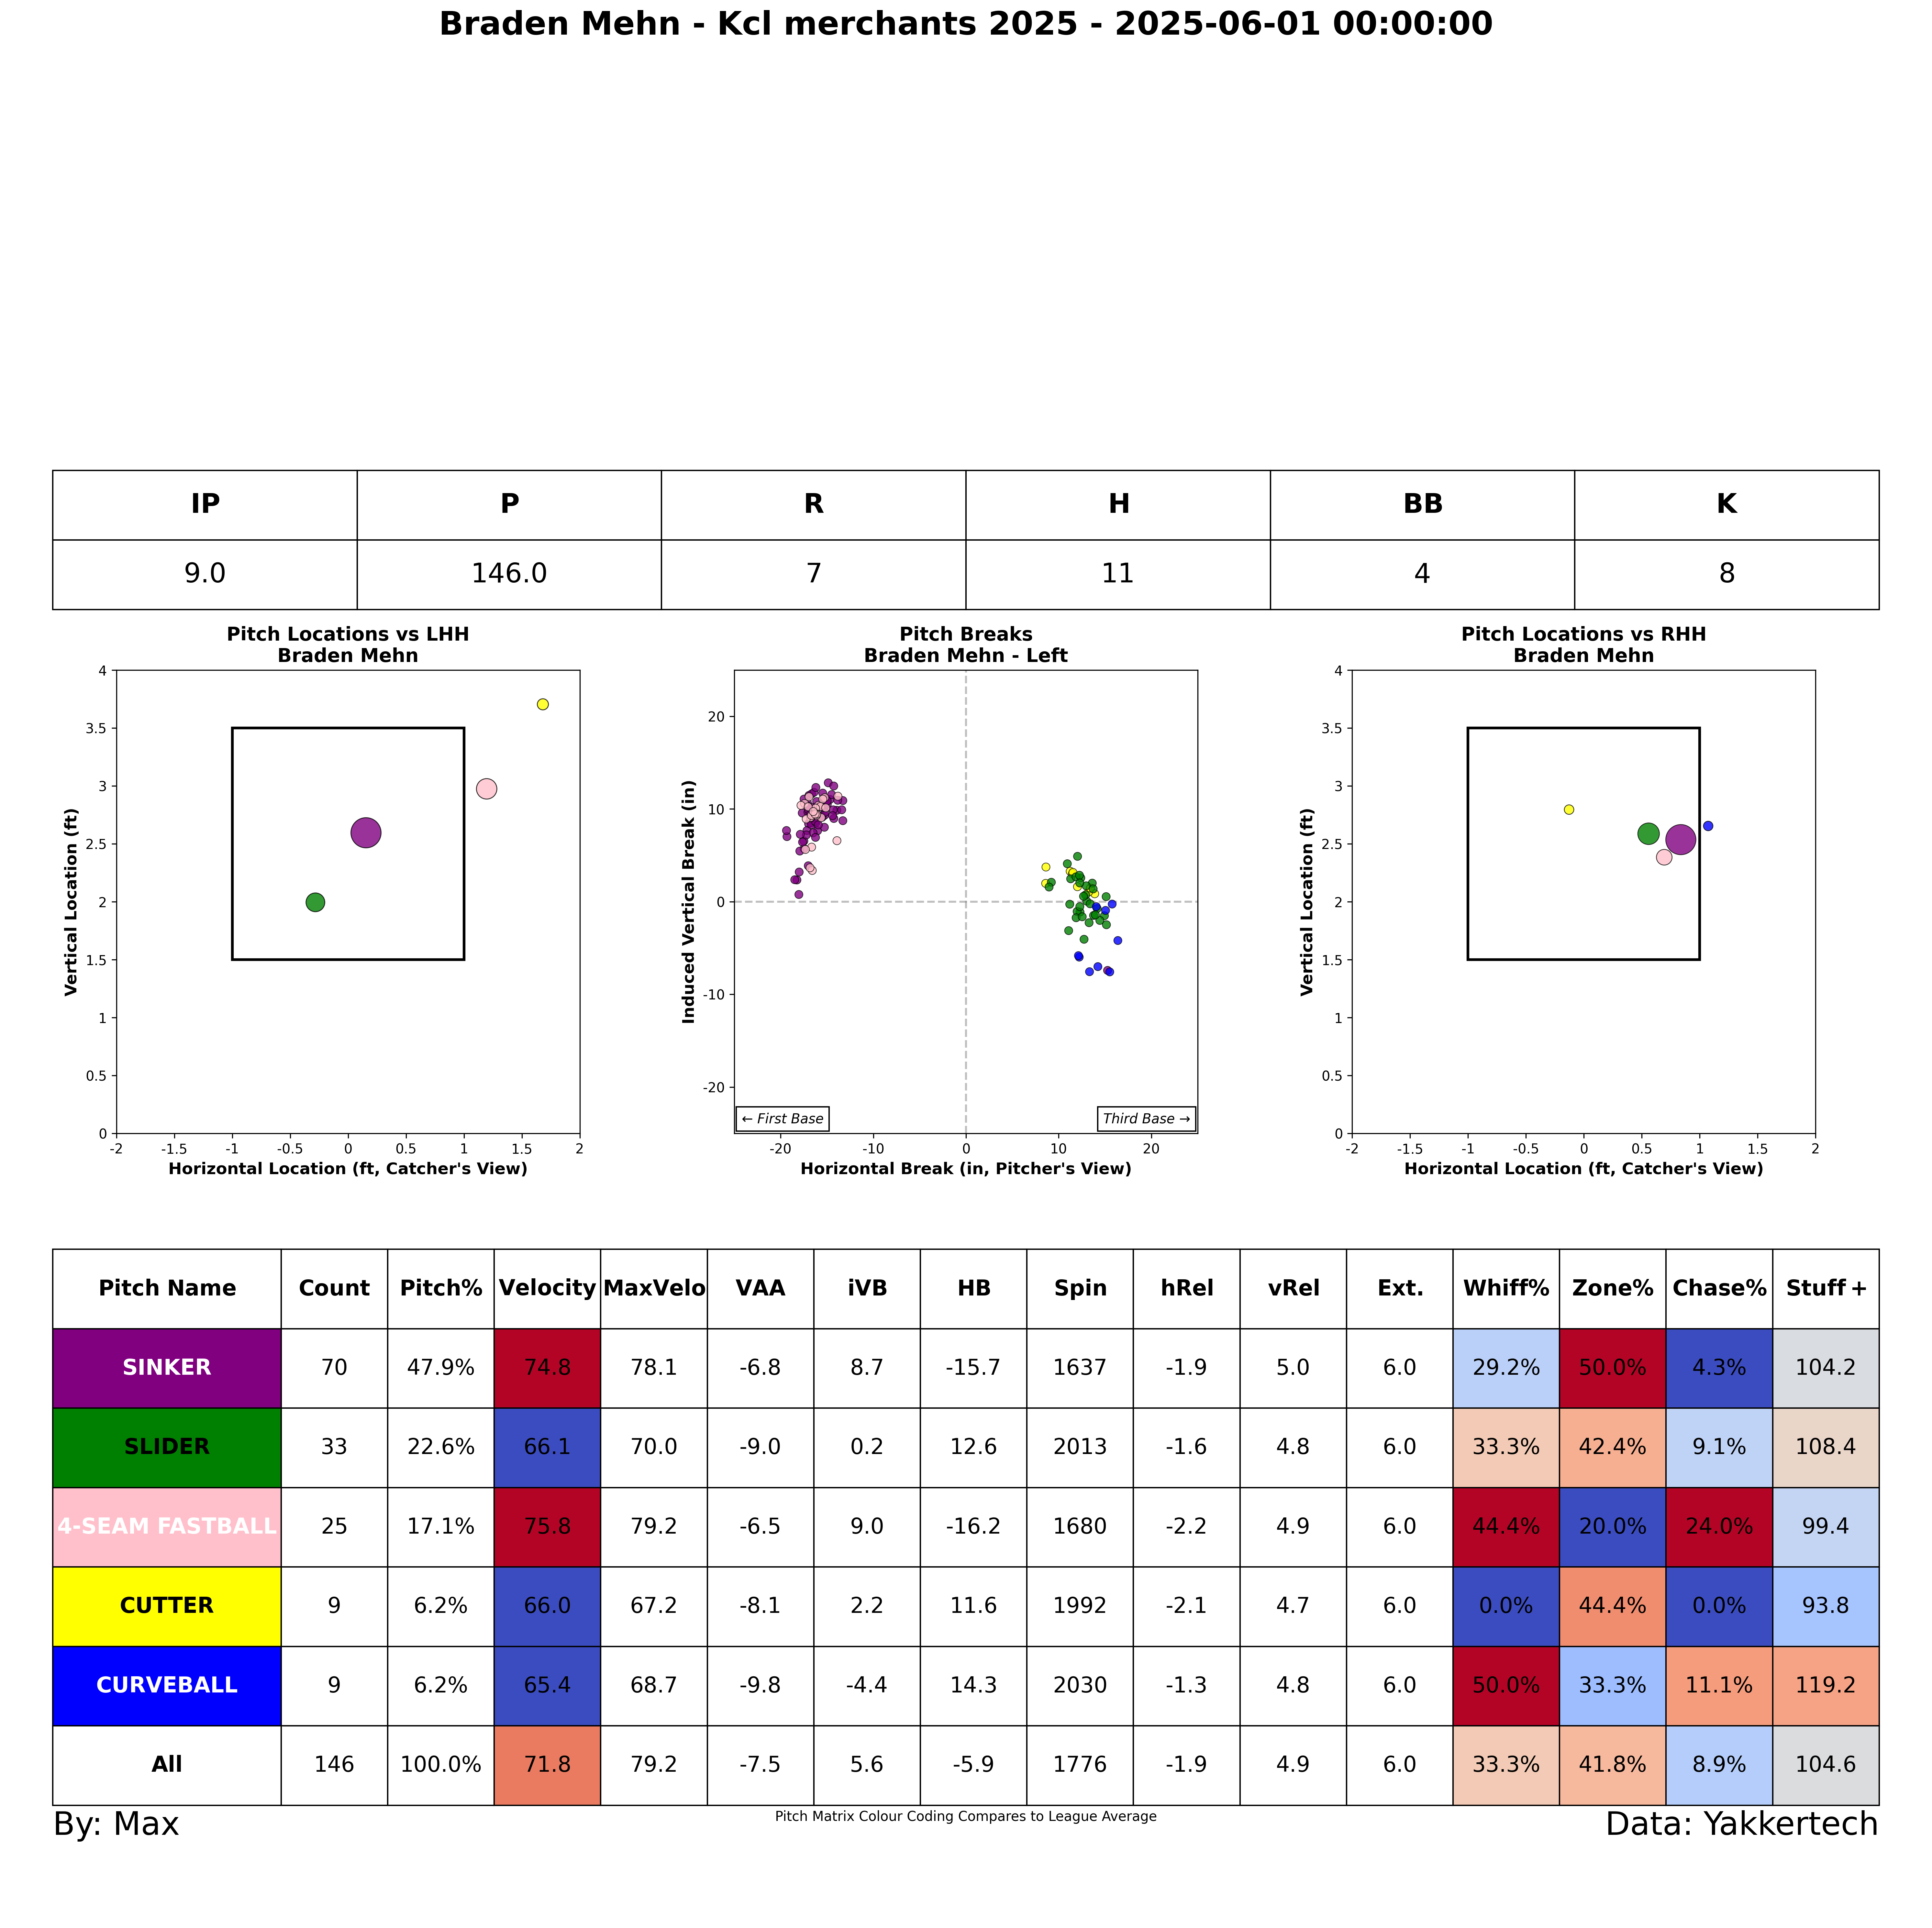 Braden Mehn - Kcl merchants 2025 - 2025-06-01 00:00:00
IP P R H BB K
9.0 146.0 7 11 4 8
Pitch Locations vs LHH
Braden Mehn
4
3.5
3
2.5
2
1.5
1
0.5
0
-2 -1.5 -1 -0.5 0 0.5 1 1.5 2
Vertical Location (ft)
Horizontal Location (ft, Catcher's View)
Pitch Breaks
Braden Mehn - Left
20
10
0
-10
-20
-20 -10 0 10 20
← First Base
Third Base →
Induced Vertical Break (in)
Horizontal Break (in, Pitcher's View)
Pitch Locations vs RHH
Braden Mehn
4
3.5
3
2.5
2
1.5
1
0.5
0
-2 -1.5 -1 -0.5 0 0.5 1 1.5 2
Vertical Location (ft)
Horizontal Location (ft, Catcher's View)
Pitch Name Count Pitch% Velocity MaxVelo VAA iVB HB Spin hRel vRel Ext. Whiff% Zone% Chase% Stuff+
SINKER 70 47.9% 74.8 78.1 -6.8 8.7 -15.7 1637 -1.9 5.0 6.0 29.2% 50.0% 4.3% 104.2
SLIDER 33 22.6% 66.1 70.0 -9.0 0.2 12.6 2013 -1.6 4.8 6.0 33.3% 42.4% 9.1% 108.4
4-SEAM FASTBALL 25 17.1% 75.8 79.2 -6.5 9.0 -16.2 1680 -2.2 4.9 6.0 44.4% 20.0% 24.0% 99.4
CUTTER 9 6.2% 66.0 67.2 -8.1 2.2 11.6 1992 -2.1 4.7 6.0 0.0% 44.4% 0.0% 93.8
CURVEBALL 9 6.2% 65.4 68.7 -9.8 -4.4 14.3 2030 -1.3 4.8 6.0 50.0% 33.3% 11.1% 119.2
All 146 100.0% 71.8 79.2 -7.5 5.6 -5.9 1776 -1.9 4.9 6.0 33.3% 41.8% 8.9% 104.6
By: Max
Pitch Matrix Colour Coding Compares to League Average
Data: Yakkertech